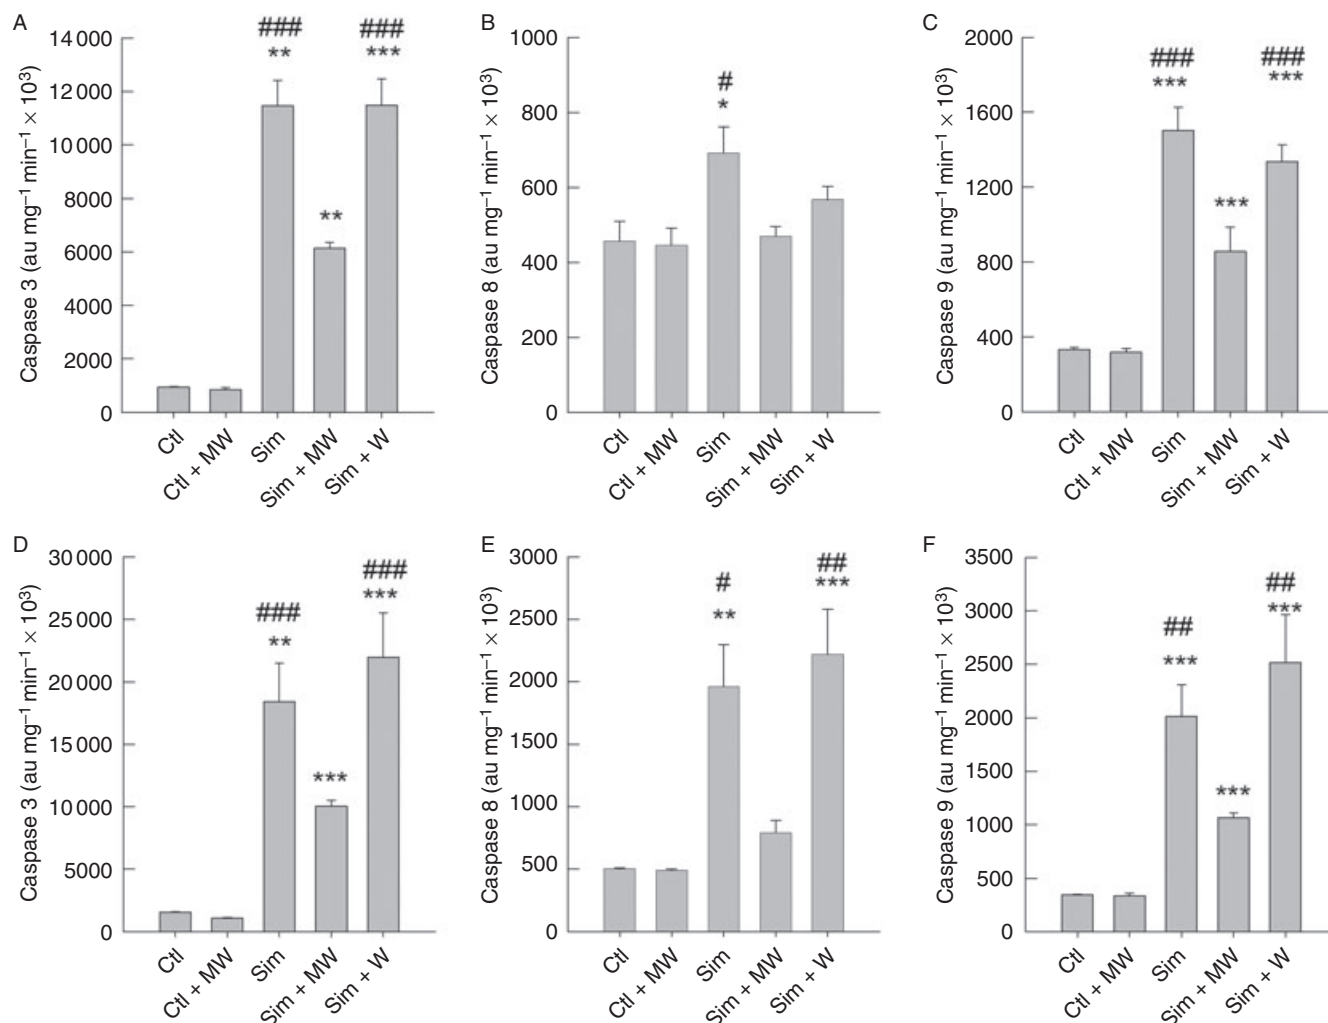 A
Caspase 3 (au mg⁻¹ min⁻¹ × 10³)
14 000
12 000
10 000
8000
6000
4000
2000
0
###
**
**
###
***
Ctl
Ctl + MW
Sim
Sim + MW
Sim + W
B
Caspase 8 (au mg⁻¹ min⁻¹ × 10³)
1000
800
600
400
200
0
#
*
Ctl
Ctl + MW
Sim
Sim + MW
Sim + W
C
Caspase 9 (au mg⁻¹ min⁻¹ × 10³)
2000
1600
1200
800
400
0
###
***
***
###
***
Ctl
Ctl + MW
Sim
Sim + MW
Sim + W
D
Caspase 3 (au mg⁻¹ min⁻¹ × 10³)
30 000
25 000
20 000
15 000
10 000
5000
0
###
**
***
###
***
Ctl
Ctl + MW
Sim
Sim + MW
Sim + W
E
Caspase 8 (au mg⁻¹ min⁻¹ × 10³)
3000
2500
2000
1500
1000
500
0
#
**
##
***
Ctl
Ctl + MW
Sim
Sim + MW
Sim + W
F
Caspase 9 (au mg⁻¹ min⁻¹ × 10³)
3500
3000
2500
2000
1500
1000
500
0
##
***
***
##
***
Ctl
Ctl + MW
Sim
Sim + MW
Sim + W